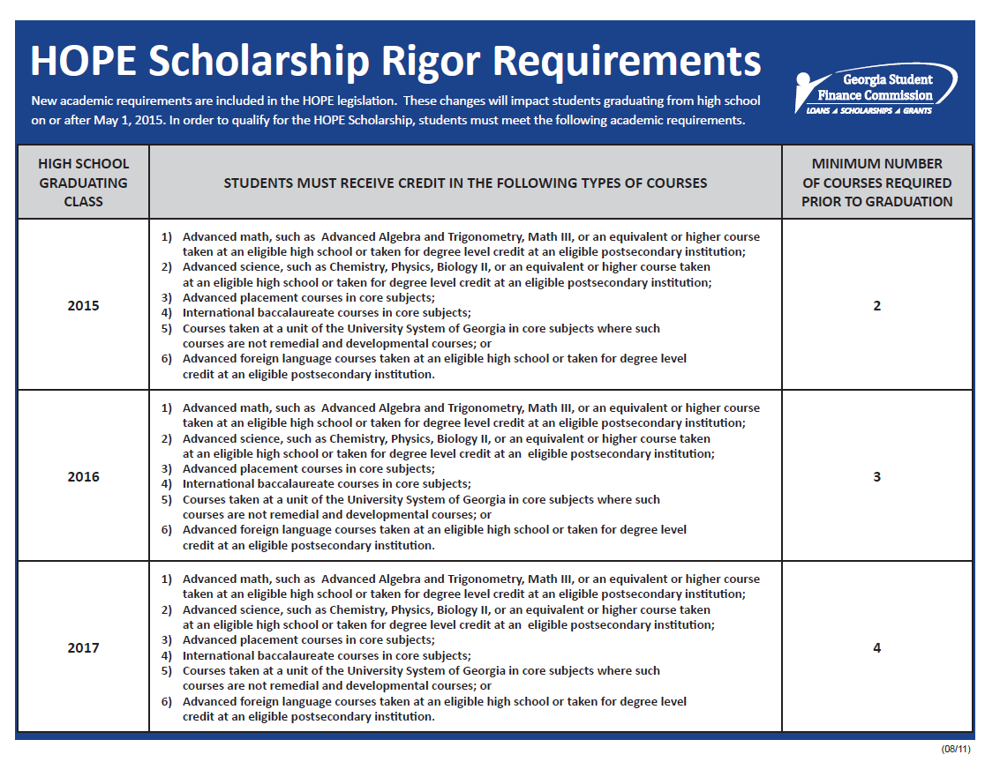 HOPE Scholarship Rigor Requirements
New academic requirements are included in the HOPE legislation.  These changes will impact students graduating from high school
on or after May 1, 2015. In order to qualify for the HOPE Scholarship, students must meet the following academic requirements.
Georgia Student
Finance Commission
LOANS ◢ SCHOLARSHIPS ◢ GRANTS
HIGH SCHOOL
GRADUATING
CLASS
STUDENTS MUST RECEIVE CREDIT IN THE FOLLOWING TYPES OF COURSES
MINIMUM NUMBER
OF COURSES REQUIRED
PRIOR TO GRADUATION
2015
1) Advanced math, such as  Advanced Algebra and Trigonometry, Math III, or an equivalent or higher course
taken at an eligible high school or taken for degree level credit at an eligible postsecondary institution;
2) Advanced science, such as Chemistry, Physics, Biology II, or an equivalent or higher course taken
at an eligible high school or taken for degree level credit at an eligible postsecondary institution;
3) Advanced placement courses in core subjects;
4) International baccalaureate courses in core subjects;
5) Courses taken at a unit of the University System of Georgia in core subjects where such
courses are not remedial and developmental courses; or
6) Advanced foreign language courses taken at an eligible high school or taken for degree level
credit at an eligible postsecondary institution.
2
2016
1) Advanced math, such as  Advanced Algebra and Trigonometry, Math III, or an equivalent or higher course
taken at an eligible high school or taken for degree level credit at an eligible postsecondary institution;
2) Advanced science, such as Chemistry, Physics, Biology II, or an equivalent or higher course taken
at an eligible high school or taken for degree level credit at an  eligible postsecondary institution;
3) Advanced placement courses in core subjects;
4) International baccalaureate courses in core subjects;
5) Courses taken at a unit of the University System of Georgia in core subjects where such
courses are not remedial and developmental courses; or
6) Advanced foreign language courses taken at an eligible high school or taken for degree level
credit at an eligible postsecondary institution.
3
2017
1) Advanced math, such as  Advanced Algebra and Trigonometry, Math III, or an equivalent or higher course
taken at an eligible high school or taken for degree level credit at an eligible postsecondary institution;
2) Advanced science, such as Chemistry, Physics, Biology II, or an equivalent or higher course taken
at an eligible high school or taken for degree level credit at an  eligible postsecondary institution;
3) Advanced placement courses in core subjects;
4) International baccalaureate courses in core subjects;
5) Courses taken at a unit of the University System of Georgia in core subjects where such
courses are not remedial and developmental courses; or
6) Advanced foreign language courses taken at an eligible high school or taken for degree level
credit at an eligible postsecondary institution.
4
(08/11)